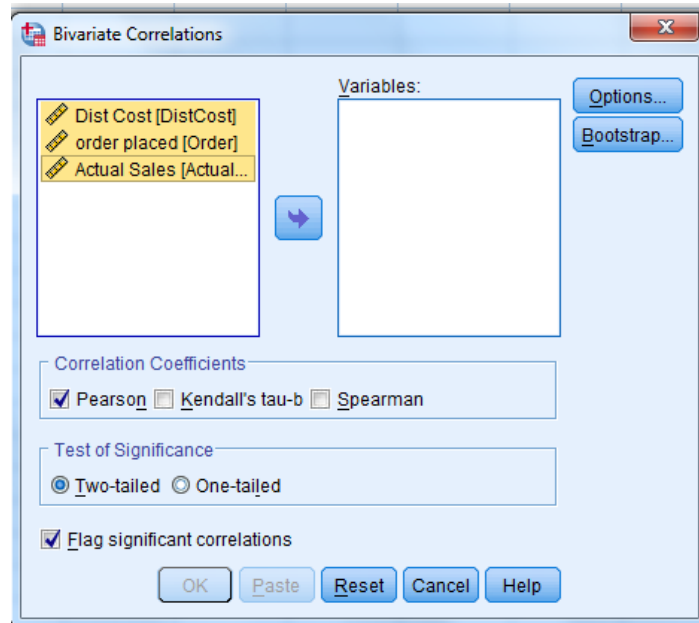 Bivariate Correlations
Variables:
Dist Cost [DistCost]
order placed [Order]
Actual Sales [Actual...
Options...
Bootstrap...
Correlation Coefficients
Pearson Kendall's tau-b Spearman
Test of Significance
Two-tailed One-tailed
Flag significant correlations
OK Paste Reset Cancel Help